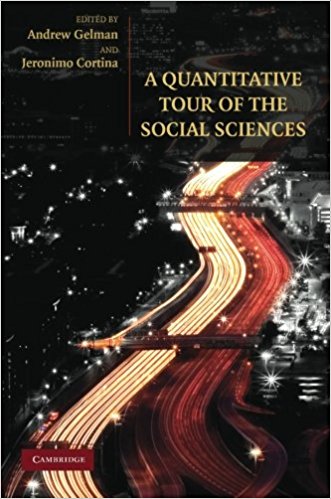 EDITED BY
Andrew Gelman
AND
Jeronimo Cortina
A QUANTITATIVE
TOUR OF THE
SOCIAL SCIENCES
CAMBRIDGE